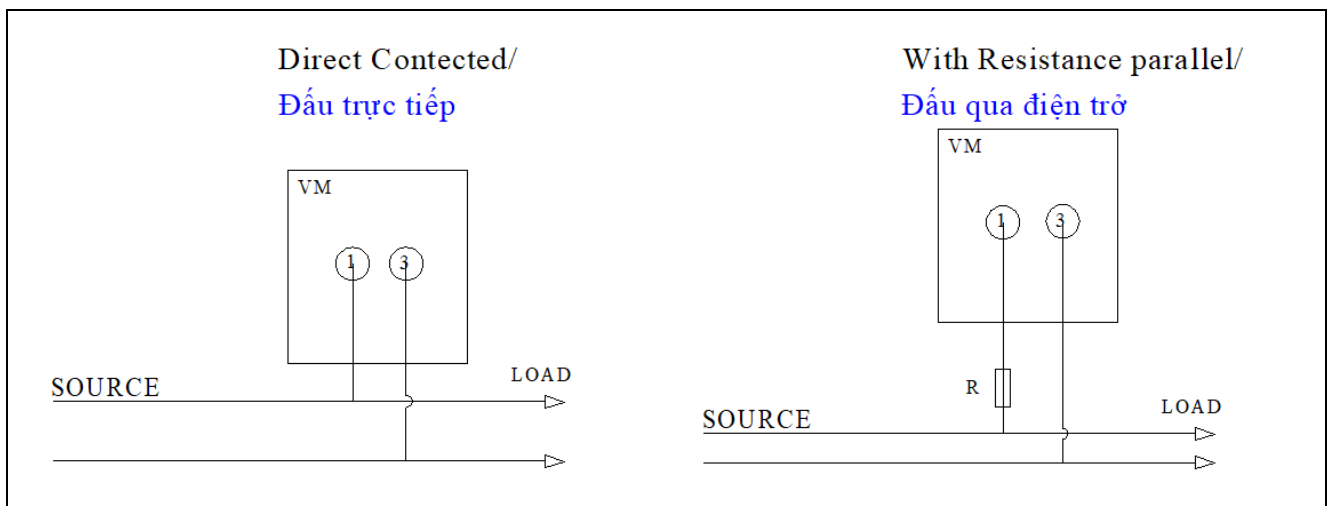 Direct Contected/
Đấu trực tiếp
VM
1 3
SOURCE
LOAD
With Resistance parallel/
Đấu qua điện trở
VM
1 3
R
SOURCE
LOAD